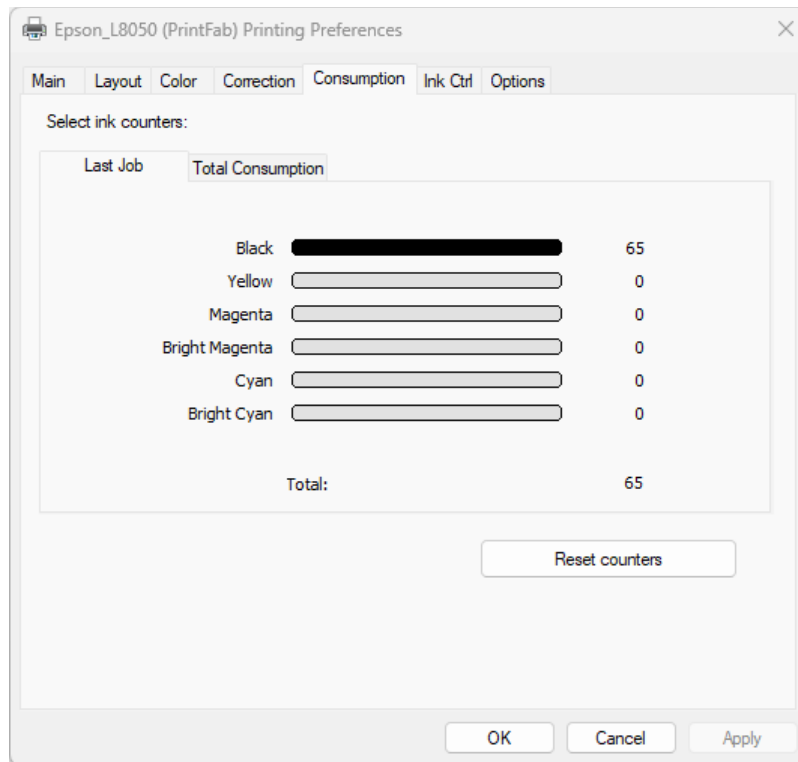 Epson_L8050 (PrintFab) Printing Preferences
Main Layout Color Correction Consumption Ink Ctrl Options
Select ink counters:
Last Job Total Consumption
Black 65
Yellow 0
Magenta 0
Bright Magenta 0
Cyan 0
Bright Cyan 0
Total: 65
Reset counters
OK Cancel Apply